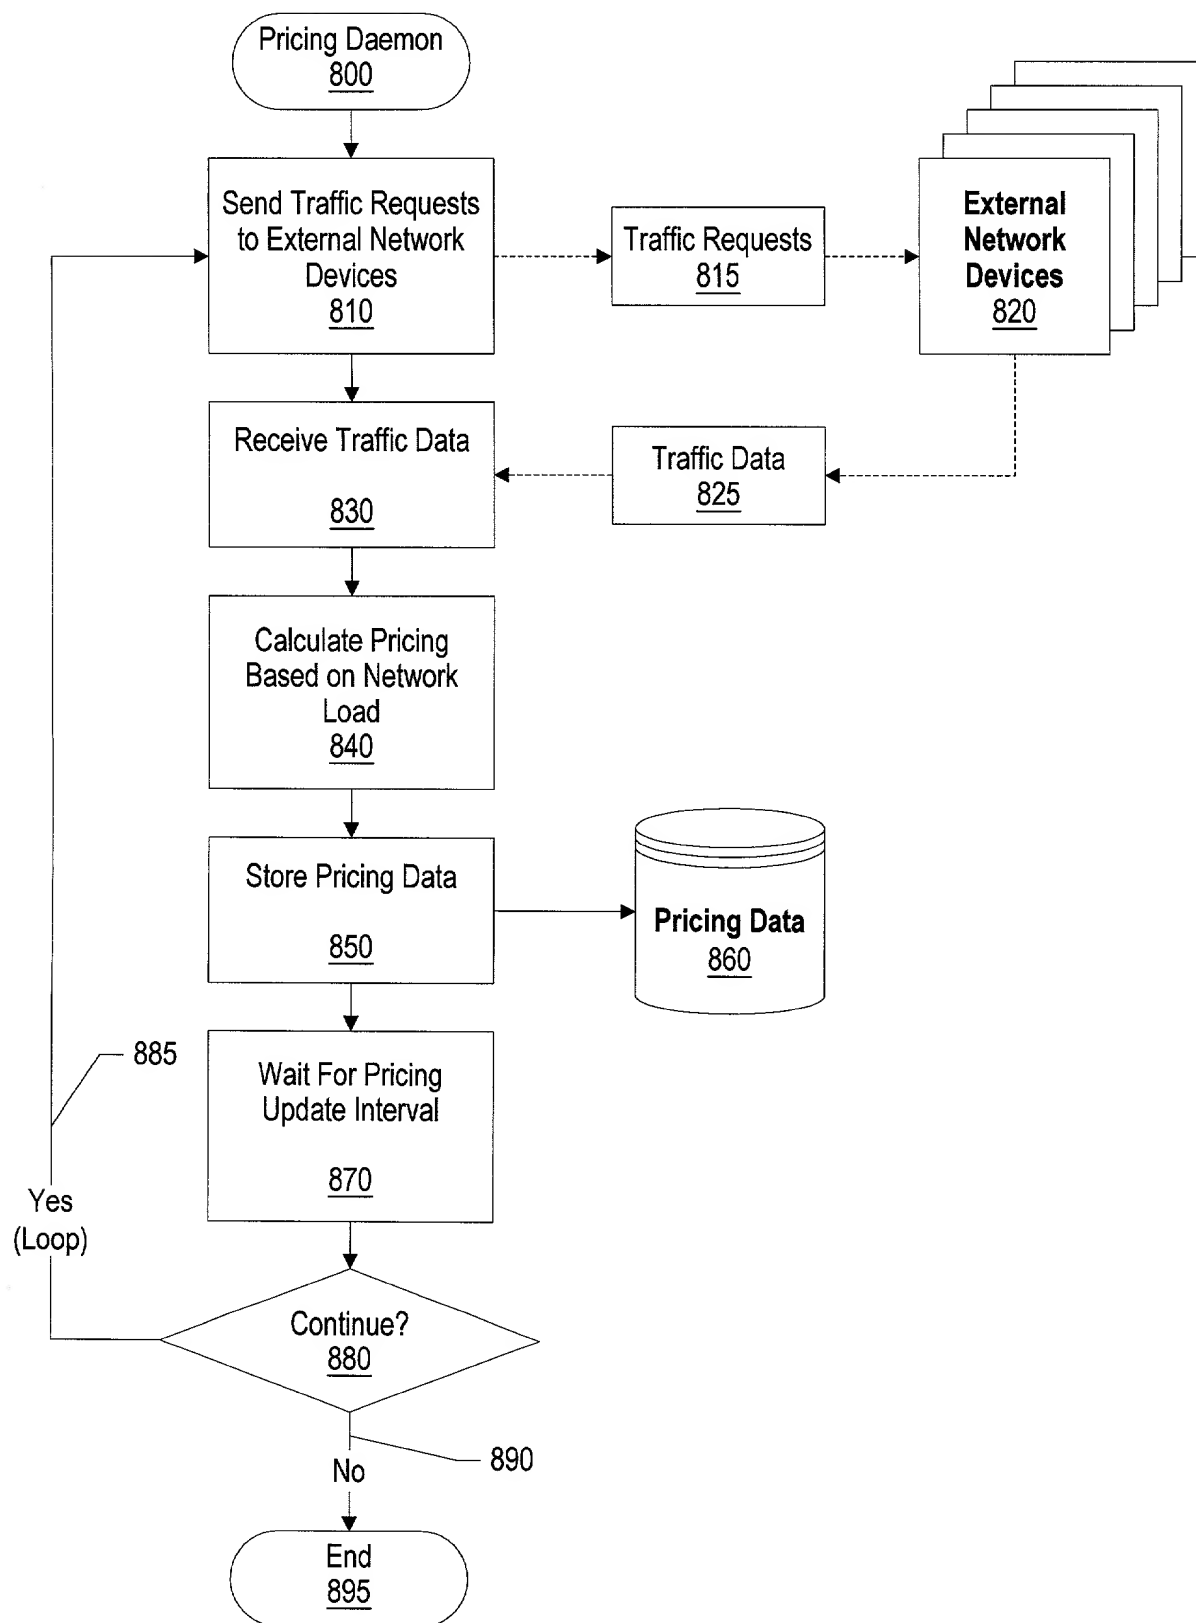 Pricing Daemon
800
Send Traffic Requests
to External Network
Devices
810
Traffic Requests
815
External
Network
Devices
820
Receive Traffic Data
830
Traffic Data
825
Calculate Pricing
Based on Network
Load
840
Store Pricing Data
850
Pricing Data
860
885
Wait For Pricing
Update Interval
870
Yes
(Loop)
Continue?
880
890
No
End
895